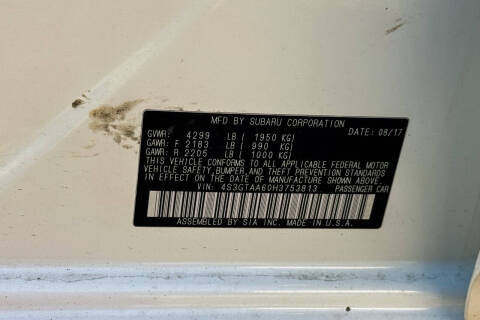 MFD BY SUBARU CORPORATION
GVWR: 4299 LB ( 1950 KG) DATE: 08/17
GAWR: F 2183 LB ( 990 KG)
GAWR: R 2205 LB ( 1000 KG)
THIS VEHICLE CONFORMS TO ALL APPLICABLE FEDERAL MOTOR
VEHICLE SAFETY, BUMPER, AND THEFT PREVENTION STANDARDS
IN EFFECT ON THE DATE OF MANUFACTURE SHOWN ABOVE.
VIN: 4S3GTAA60H3753813 PASSENGER CAR
ASSEMBLED BY SIA INC. MADE IN U.S.A.